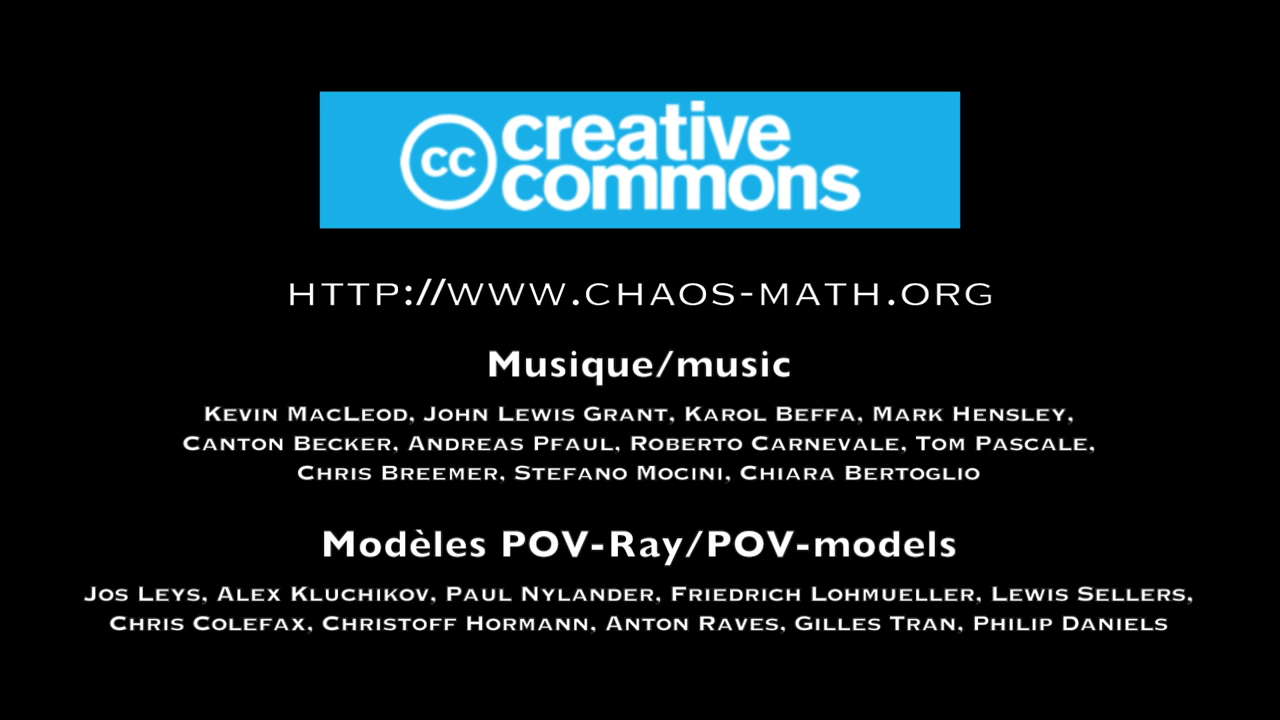 cc creative
commons
HTTP://WWW.CHAOS-MATH.ORG
Musique/music
KEVIN MACLEOD, JOHN LEWIS GRANT, KAROL BEFFA, MARK HENSLEY,
CANTON BECKER, ANDREAS PFAUL, ROBERTO CARNEVALE, TOM PASCALE,
CHRIS BREEMER, STEFANO MOCINI, CHIARA BERTOGLIO
Modèles POV-Ray/POV-models
JOS LEYS, ALEX KLUCHIKOV, PAUL NYLANDER, FRIEDRICH LOHMUELLER, LEWIS SELLERS,
CHRIS COLEFAX, CHRISTOFF HORMANN, ANTON RAVES, GILLES TRAN, PHILIP DANIELS